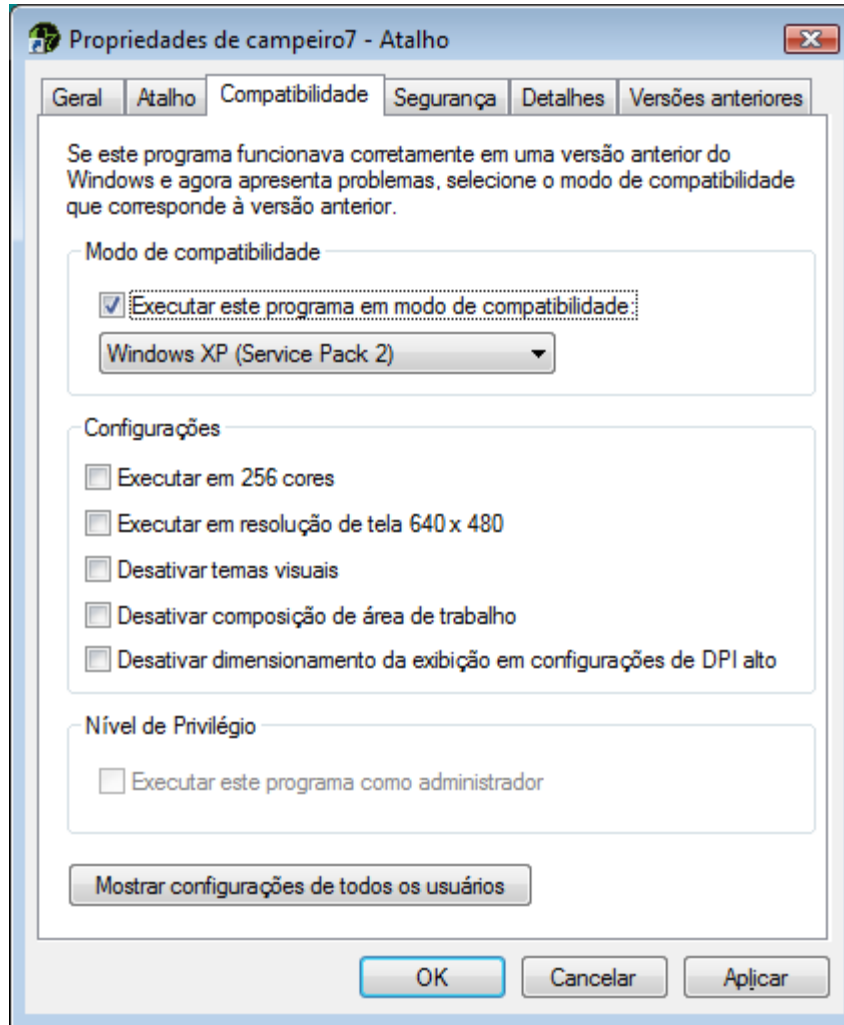 Propriedades de campeiro7 - Atalho
Geral Atalho Compatibilidade Segurança Detalhes Versões anteriores
Se este programa funcionava corretamente em uma versão anterior do
Windows e agora apresenta problemas, selecione o modo de compatibilidade
que corresponde à versão anterior.
Modo de compatibilidade
Executar este programa em modo de compatibilidade:
Windows XP (Service Pack 2)
Configurações
Executar em 256 cores
Executar em resolução de tela 640 x 480
Desativar temas visuais
Desativar composição de área de trabalho
Desativar dimensionamento da exibição em configurações de DPI alto
Nível de Privilégio
Executar este programa como administrador
Mostrar configurações de todos os usuários
OK Cancelar Aplicar